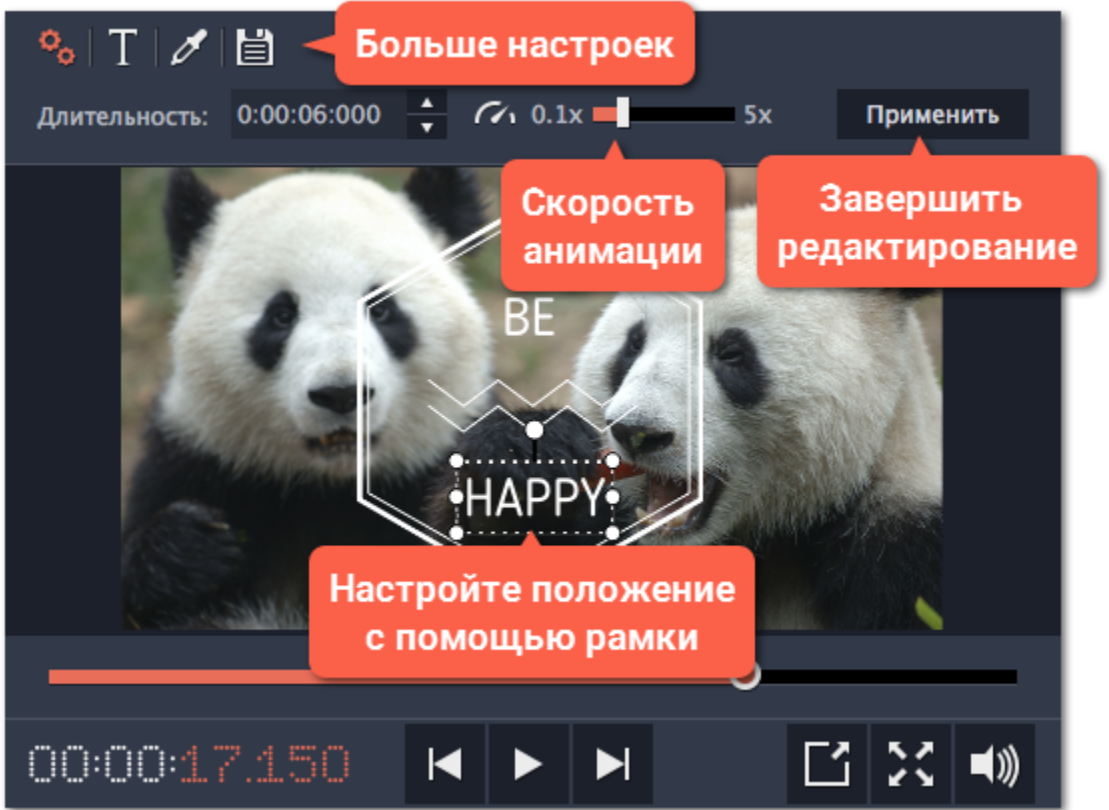 T
Больше настроек
Длительность: 0:00:06:000 0.1x 5x Применить
Скорость
анимации
Завершить
редактирование
BE
HAPPY
Настройте положение
с помощью рамки
00:00:17.150